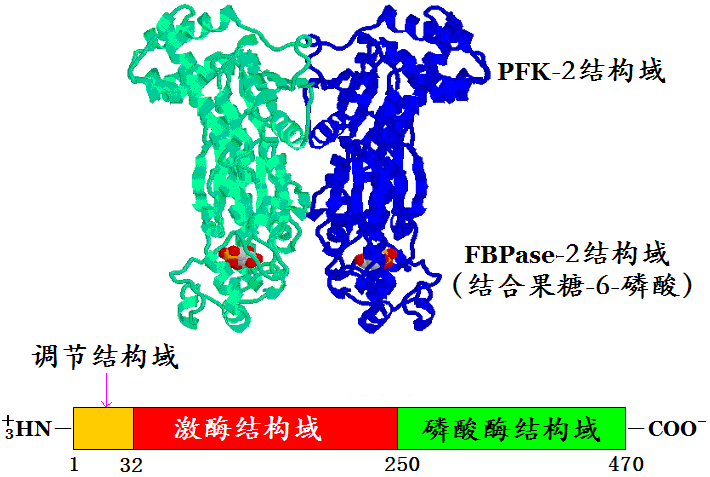 PFK-2结构域
FBPase-2结构域
（结合果糖-6-磷酸）
调节结构域
⁺₃HN
激酶结构域
磷酸酶结构域
COO⁻
1
32
250
470